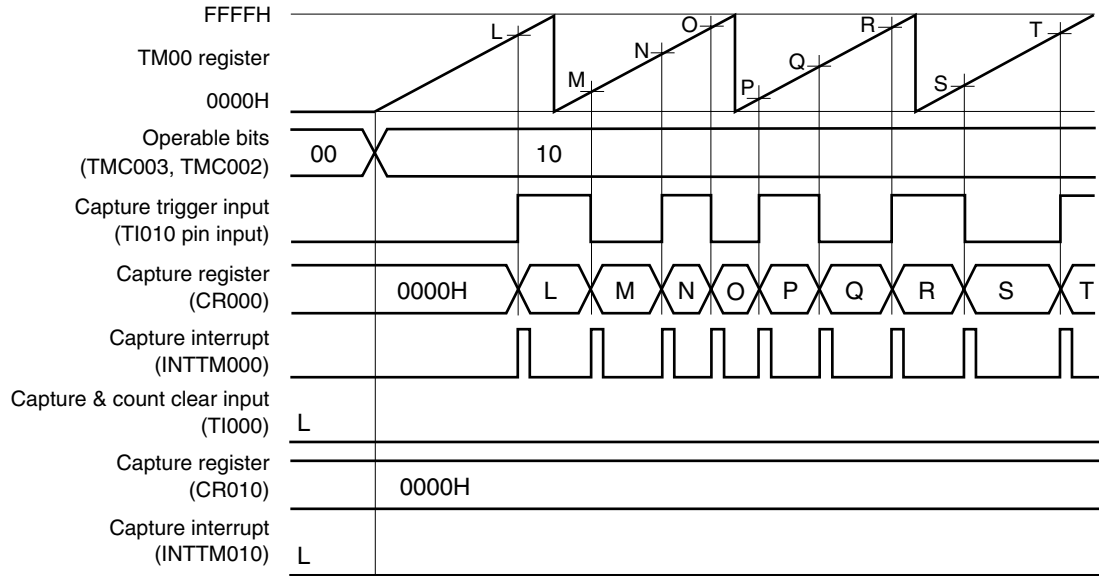 FFFFH
TM00 register
0000H
L M N O P Q R S T
Operable bits
(TMC003, TMC002)
00 10
Capture trigger input
(TI010 pin input)
Capture register
(CR000)
0000H L M N O P Q R S T
Capture interrupt
(INTTM000)
Capture & count clear input
(TI000)
L
Capture register
(CR010)
0000H
Capture interrupt
(INTTM010)
L